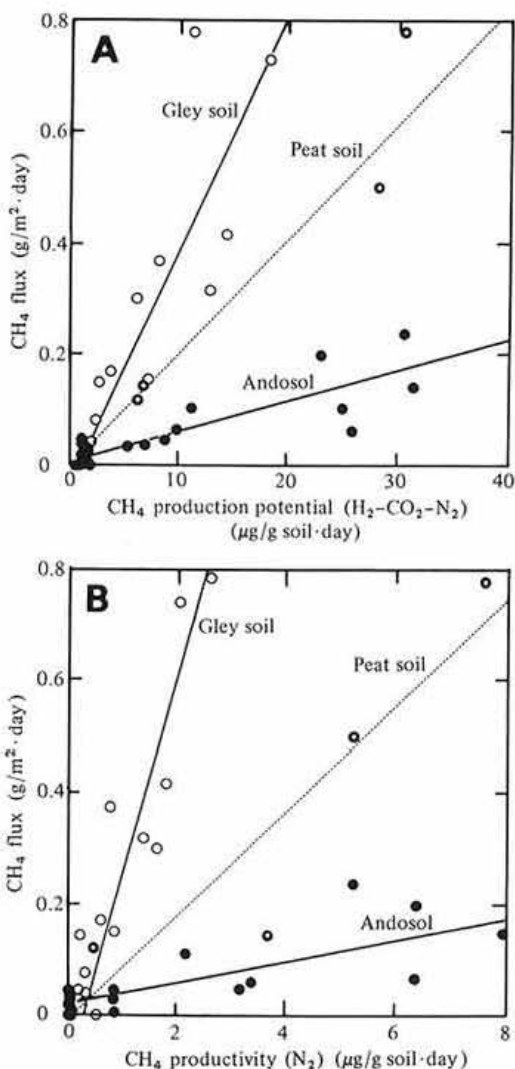 A
0.8
0.6
0.4
0.2
0
CH₄ flux (g/m²·day)
Gley soil
Peat soil
Andosol
0 10 20 30 40
CH₄ production potential (H₂–CO₂–N₂)
(μg/g soil·day)
B
0.8
0.6
0.4
0.2
0
CH₄ flux (g/m²·day)
Gley soil
Peat soil
Andosol
0 2 4 6 8
CH₄ productivity (N₂) (μg/g soil·day)